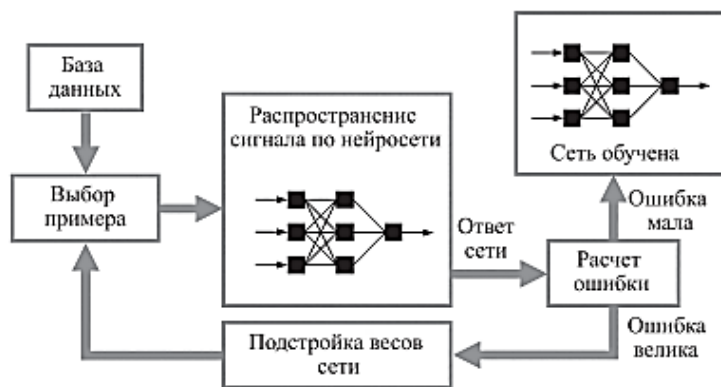 База
данных
Выбор
примера
Распространение
сигнала по нейросети
Ответ
сети
Расчет
ошибки
Ошибка
мала
Сеть обучена
Ошибка
велика
Подстройка весов
сети